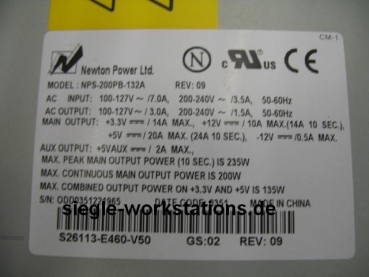 CM-1
Newton Power Ltd.
MODEL: NPS-200PB-132A REV: 09
AC INPUT: 100-127V～/7.0A, 200-240V ～/3.5A, 50-60Hz
AC OUTPUT: 100-127V～/3.0A, 200-240V ～/1.5A, 50-60Hz
MAIN OUTPUT: +3.3V⎓/ 14A MAX., +12V⎓/ 10A MAX.(14A 10 SEC.),
+5V⎓/ 20A MAX. (24A 10 SEC.), -12V⎓/0.5A MAX.
AUX OUTPUT: +5VAUX⎓/ 2A MAX.,
MAX. PEAK MAIN OUTPUT POWER (10 SEC.) IS 235W
MAX. CONTINUOUS MAIN OUTPUT POWER IS 200W
MAX. COMBINED OUTPUT POWER ON +3.3V AND +5V IS 135W
S/N: ODD0351221965 DATE CODE: 0351 MADE IN CHINA
siegle-workstations.de
S26113-E460-V50 GS:02 REV: 09